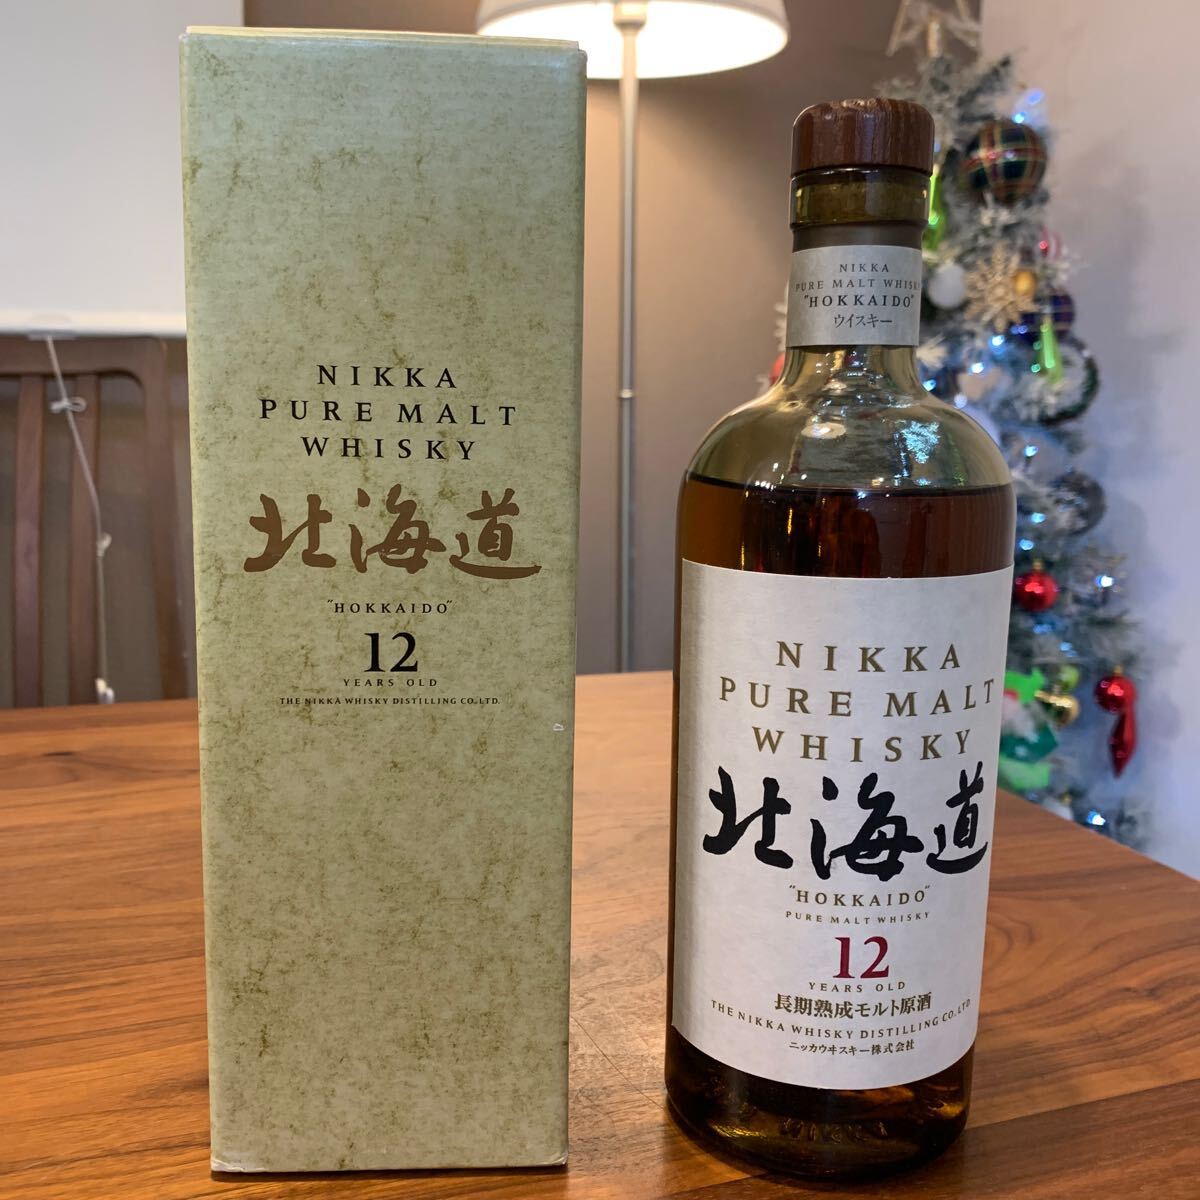 NIKKA
PURE MALT
WHISKY
北海道
"HOKKAIDO"
12
YEARS OLD
THE NIKKA WHISKY DISTILLING CO., LTD.
NIKKA
PURE MALT WHISKY
"HOKKAIDO"
ウイスキー
NIKKA
PURE MALT
WHISKY
北海道
"HOKKAIDO"
PURE MALT WHISKY
12
YEARS OLD
長期熟成モルト原酒
THE NIKKA WHISKY DISTILLING CO., LTD.
ニッカウヰスキー株式会社
NIKKA